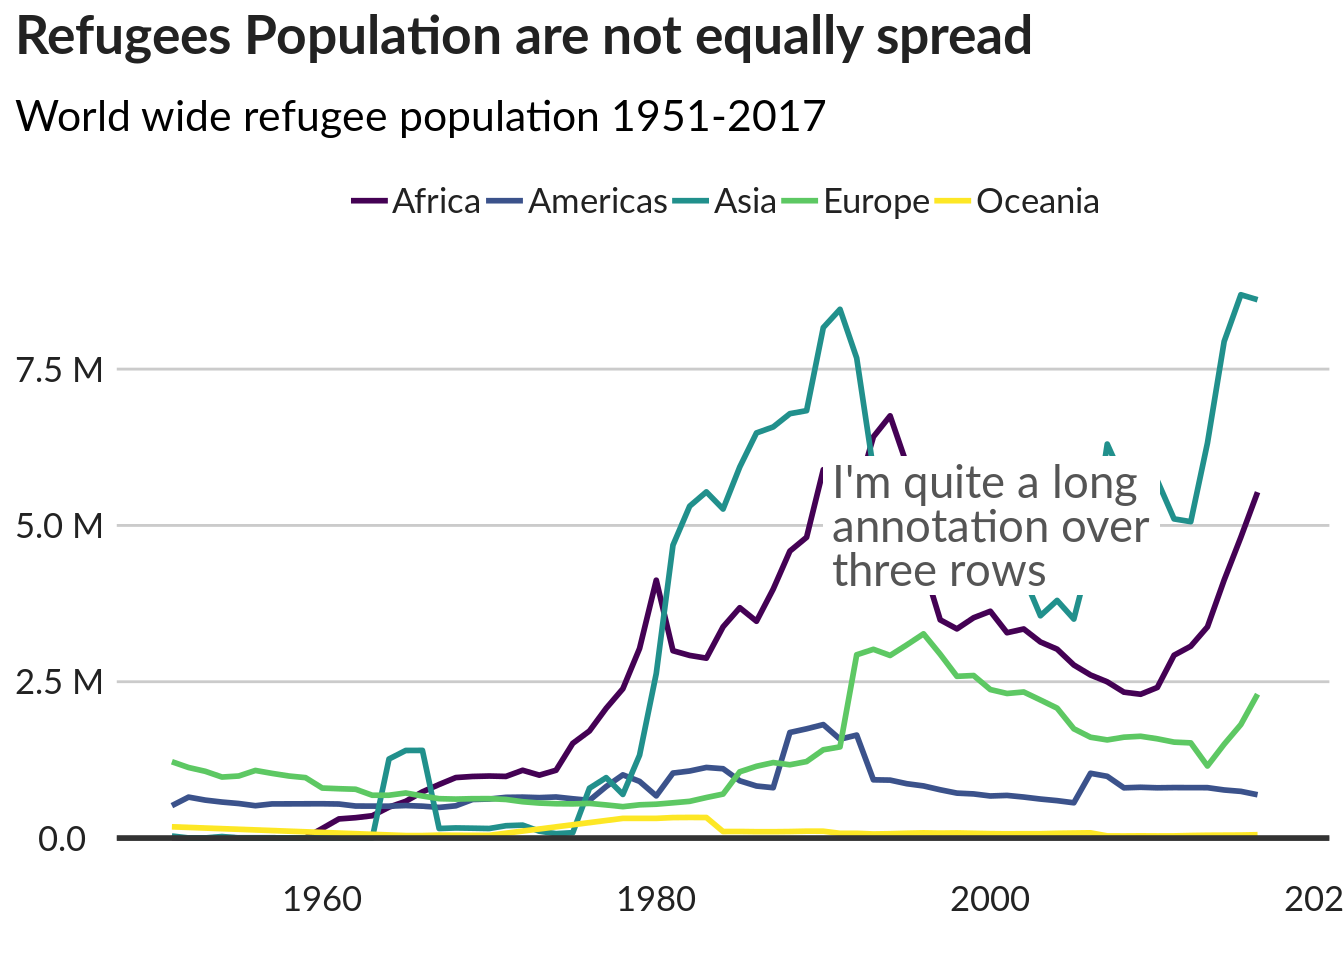 Refugees Population are not equally spread
World wide refugee population 1951-2017
Africa Americas Asia Europe Oceania
7.5 M
I'm quite a long
annotation over
three rows
5.0 M
2.5 M
0.0
1960 1980 2000 202